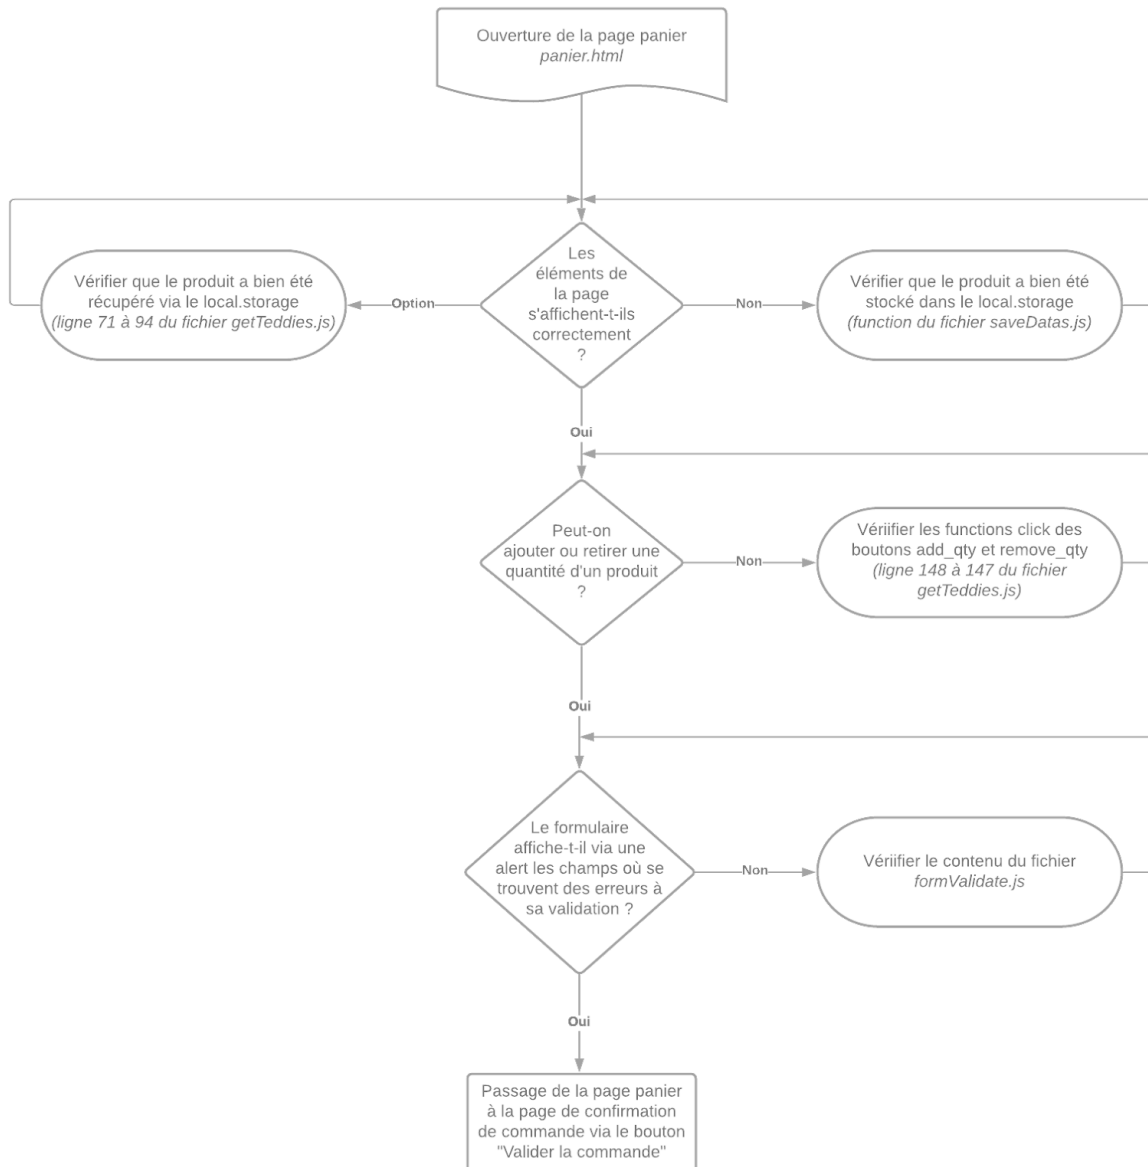 Ouverture de la page panier
panier.html
Les
éléments de
la page
s'affichent-t-ils
correctement
?
Option
Vérifier que le produit a bien été
récupéré via le local.storage
(ligne 71 à 94 du fichier getTeddies.js)
Non
Vérifier que le produit a bien été
stocké dans le local.storage
(function du fichier saveDatas.js)
Oui
Peut-on
ajouter ou retirer une
quantité d'un produit
?
Non
Vériifier les functions click des
boutons add_qty et remove_qty
(ligne 148 à 147 du fichier
getTeddies.js)
Oui
Le formulaire
affiche-t-il via une
alert les champs où se
trouvent des erreurs à
sa validation ?
Non
Vériifier le contenu du fichier
formValidate.js
Oui
Passage de la page panier
à la page de confirmation
de commande via le bouton
"Valider la commande"